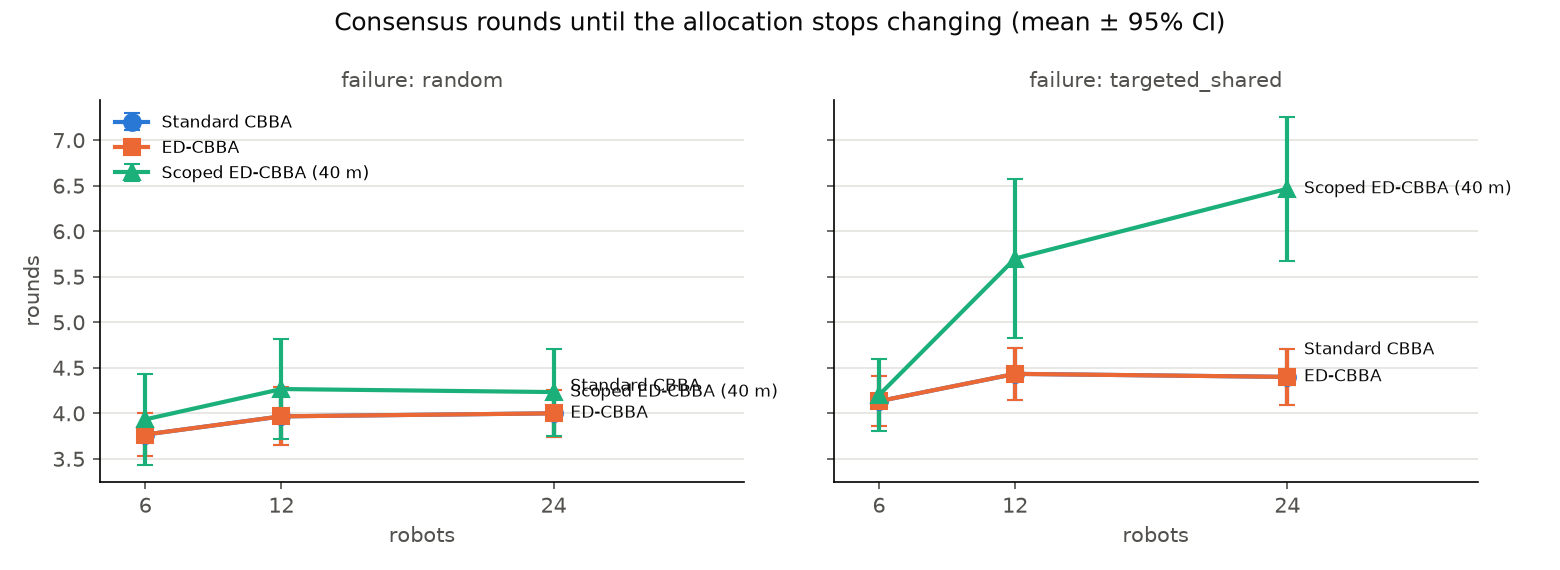 Consensus rounds until the allocation stops changing (mean ± 95% CI)
failure: random
Standard CBBA
ED-CBBA
Scoped ED-CBBA (40 m)
7.0
6.5
6.0
5.5
5.0
4.5
4.0
3.5
rounds
Standard CBBA
Scoped ED-CBBA (40 m)
ED-CBBA
6
12
24
robots
failure: targeted_shared
Scoped ED-CBBA (40 m)
Standard CBBA
ED-CBBA
6
12
24
robots